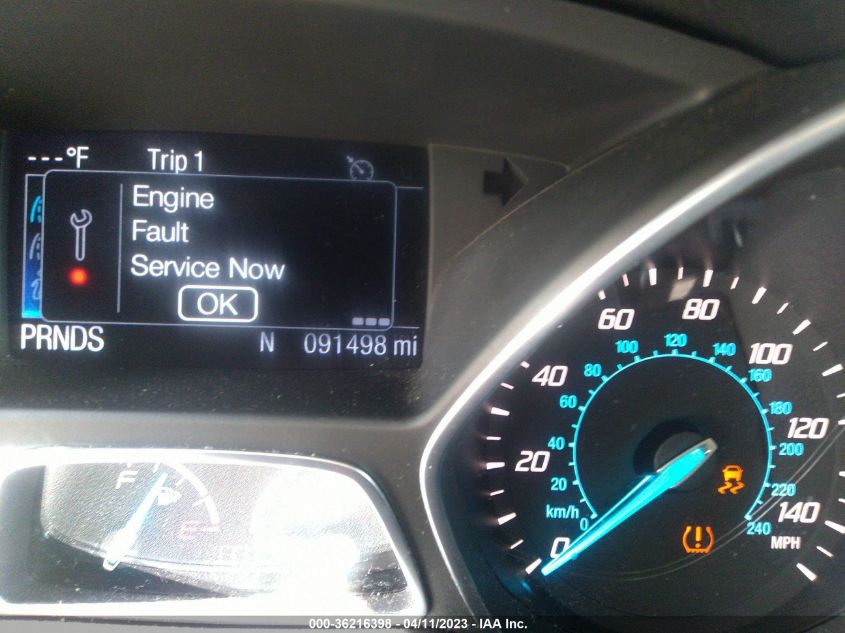 ---°F Trip 1
Engine
Fault
Service Now
OK
PRNDS N 091498 mi
F
E
0 20 40 60 80 100 120 140
MPH
0 20 40 60 80 100 120 140 160 180 200 220 240
km/h
000-36216398 - 04/11/2023 - IAA Inc.